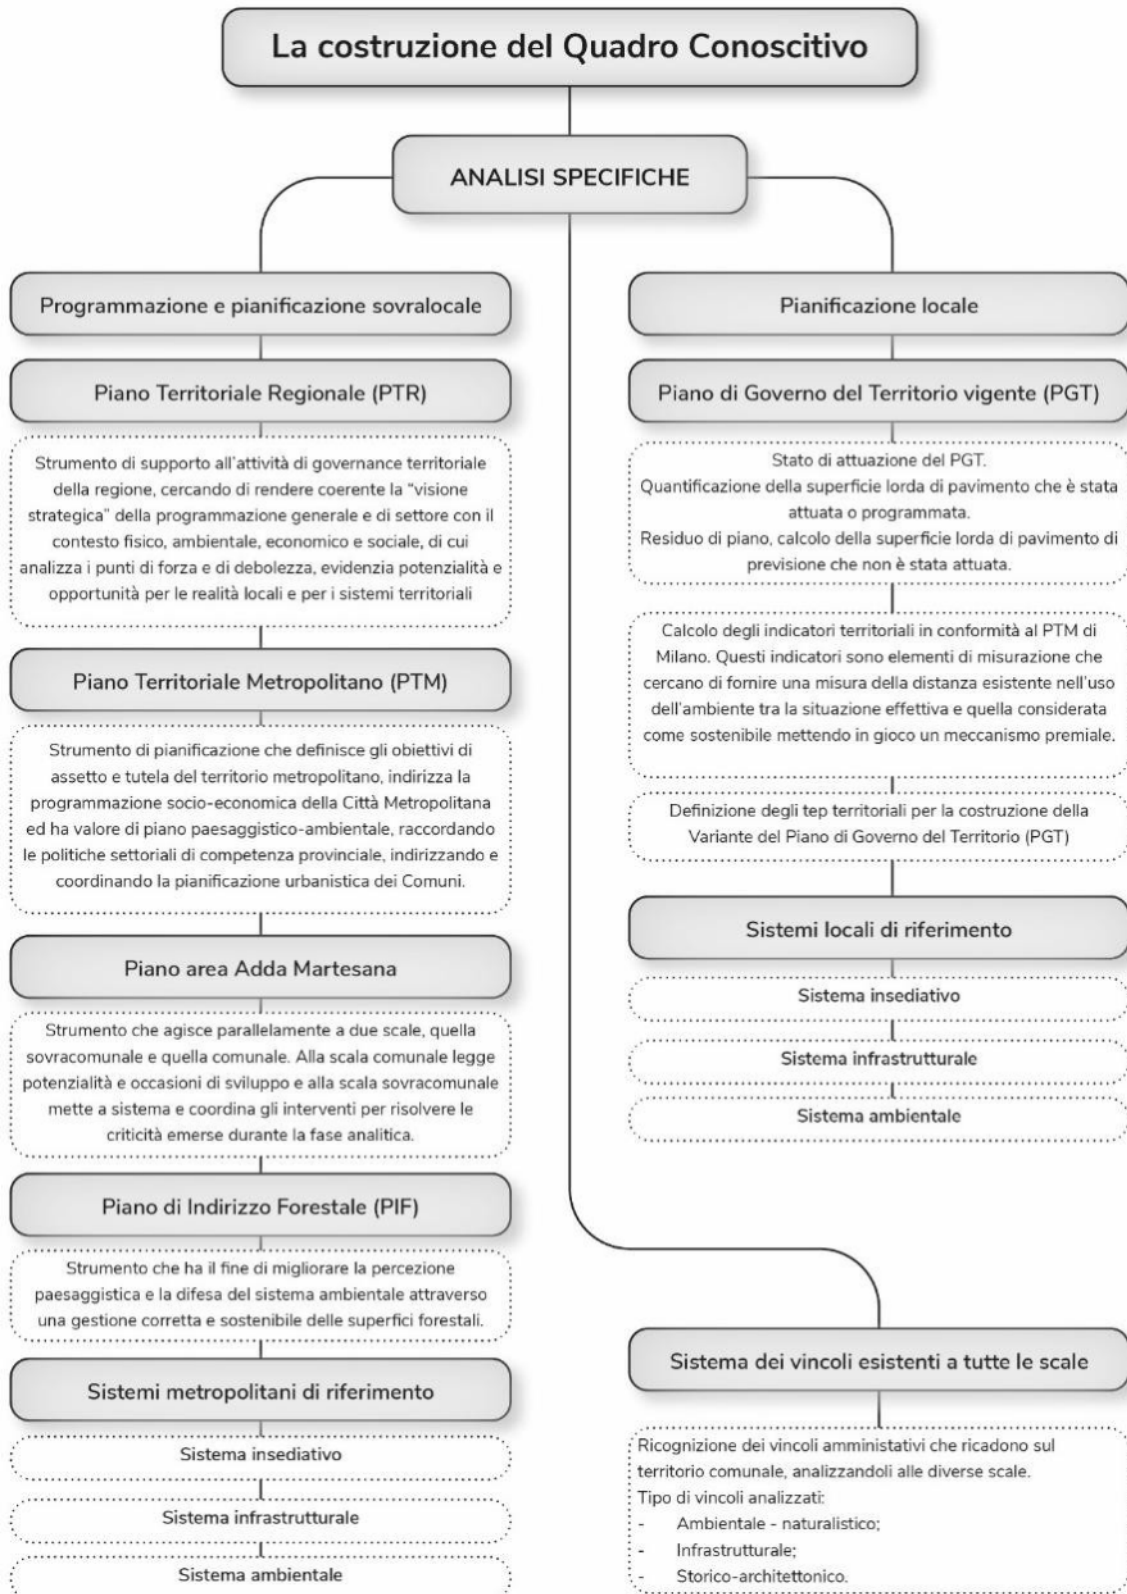 La costruzione del Quadro Conoscitivo
ANALISI SPECIFICHE
Programmazione e pianificazione sovralocale
Piano Territoriale Regionale (PTR)
Strumento di supporto all'attività di governance territoriale
della regione, cercando di rendere coerente la "visione
strategica" della programmazione generale e di settore con il
contesto fisico, ambientale, economico e sociale, di cui
analizza i punti di forza e di debolezza, evidenzia potenzialità e
opportunità per le realtà locali e per i sistemi territoriali
Piano Territoriale Metropolitano (PTM)
Strumento di pianificazione che definisce gli obiettivi di
assetto e tutela del territorio metropolitano, indirizza la
programmazione socio-economica della Città Metropolitana
ed ha valore di piano paesaggistico-ambientale, raccordando
le politiche settoriali di competenza provinciale, indirizzando e
coordinando la pianificazione urbanistica dei Comuni.
Piano area Adda Martesana
Strumento che agisce parallelamente a due scale, quella
sovracomunale e quella comunale. Alla scala comunale legge
potenzialità e occasioni di sviluppo e alla scala sovracomunale
mette a sistema e coordina gli interventi per risolvere le
criticità emerse durante la fase analitica.
Piano di Indirizzo Forestale (PIF)
Strumento che ha il fine di migliorare la percezione
paesaggistica e la difesa del sistema ambientale attraverso
una gestione corretta e sostenibile delle superfici forestali.
Sistemi metropolitani di riferimento
Sistema insediativo
Sistema infrastrutturale
Sistema ambientale
Pianificazione locale
Piano di Governo del Territorio vigente (PGT)
Stato di attuazione del PGT.
Quantificazione della superficie lorda di pavimento che è stata
attuata o programmata.
Residuo di piano, calcolo della superficie lorda di pavimento di
previsione che non è stata attuata.
Calcolo degli indicatori territoriali in conformità al PTM di
Milano. Questi indicatori sono elementi di misurazione che
cercano di fornire una misura della distanza esistente nell'uso
dell'ambiente tra la situazione effettiva e quella considerata
come sostenibile mettendo in gioco un meccanismo premiale.
Definizione degli tep territoriali per la costruzione della
Variante del Piano di Governo del Territorio (PGT)
Sistemi locali di riferimento
Sistema insediativo
Sistema infrastrutturale
Sistema ambientale
Sistema dei vincoli esistenti a tutte le scale
Ricognizione dei vincoli amministativi che ricadono sul
territorio comunale, analizzandoli alle diverse scale.
Tipo di vincoli analizzati:
- Ambientale - naturalistico;
- Infrastrutturale;
- Storico-architettonico.